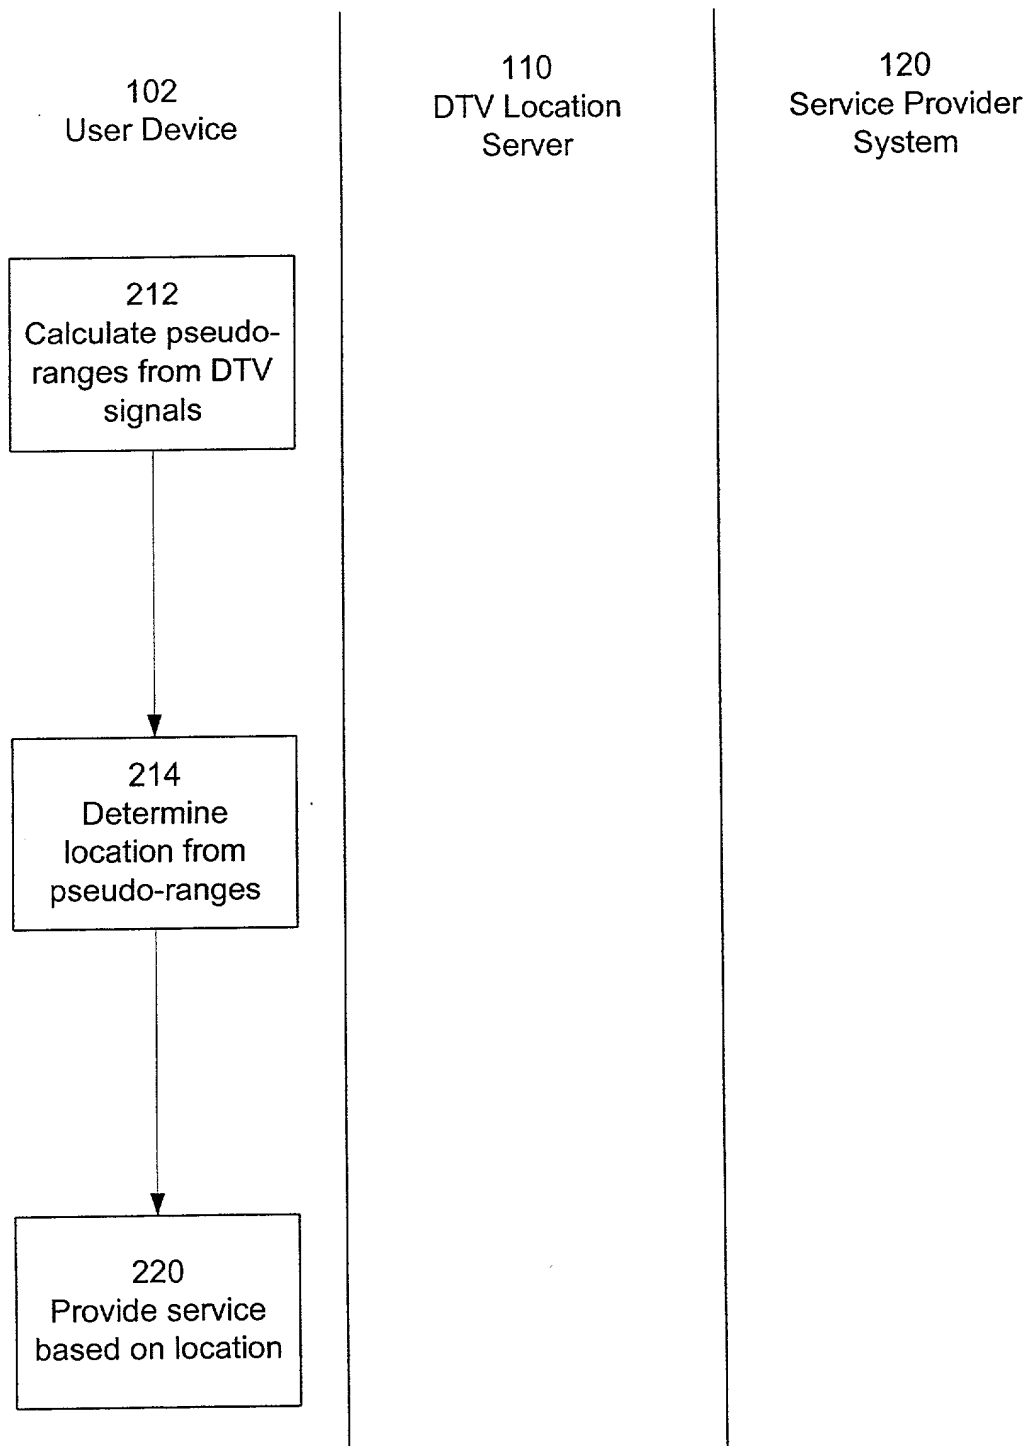 102
User Device
110
DTV Location
Server
120
Service Provider
System
212
Calculate pseudo-
ranges from DTV
signals
214
Determine
location from
pseudo-ranges
220
Provide service
based on location